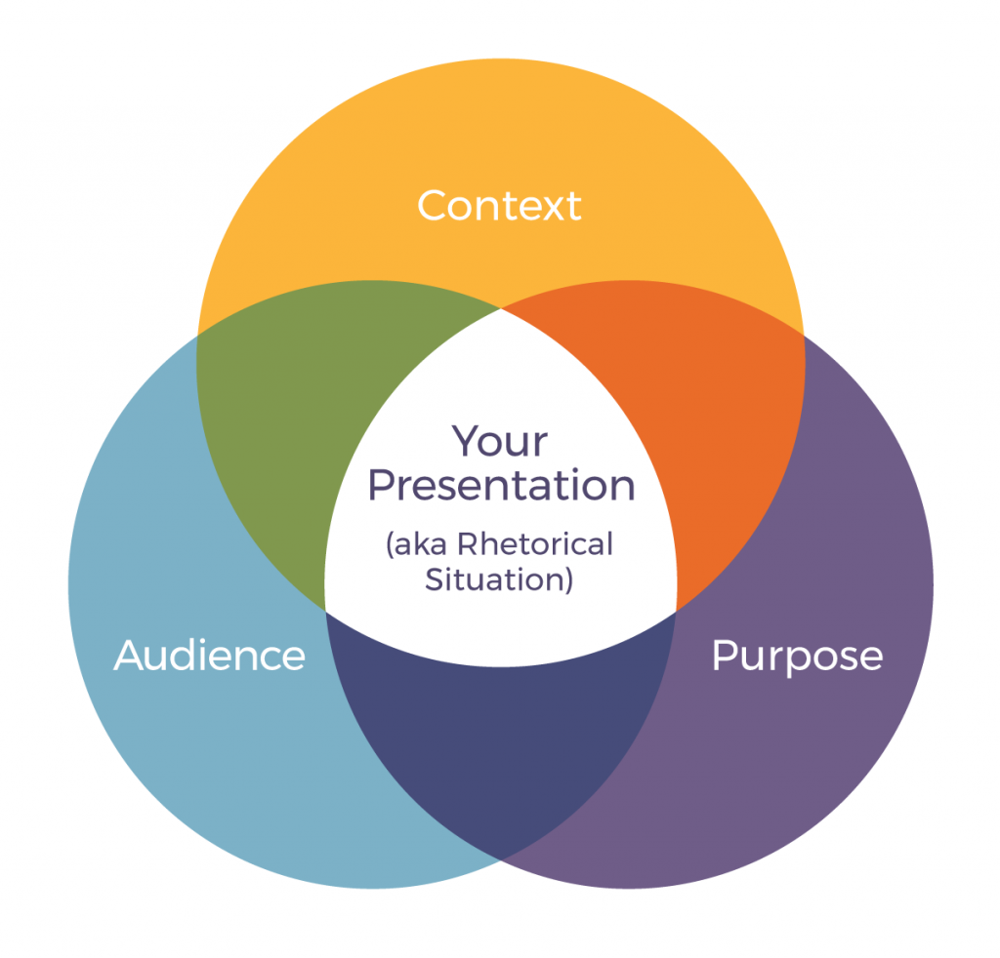 Context
Your
Presentation
(aka Rhetorical
Situation)
Audience
Purpose